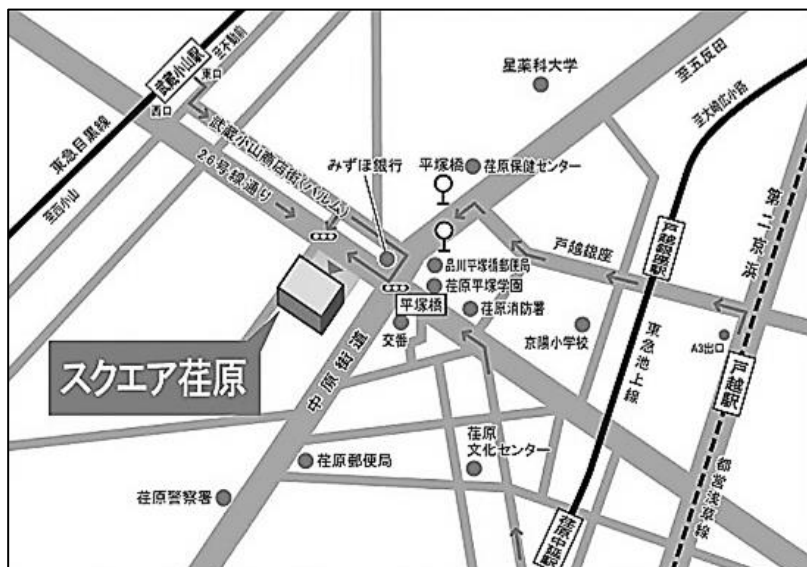 至不動前
武蔵小山駅
東口
西口
東急目黒線
至西小山
武蔵小山商店街(パルム)
26号線通り
みずほ銀行
星薬科大学
至五反田
至大崎広小路
平塚橋
荏原保健センター
第二京浜
戸越銀座
戸越銀座駅
品川平塚橋郵便局
荏原平塚学園
平塚橋
荏原消防署
交番
京陽小学校
東急池上線
A3出口
戸越駅
スクエア荏原
中原街道
荏原
文化センター
荏原郵便局
荏原警察署
都営浅草線
荏原中延駅